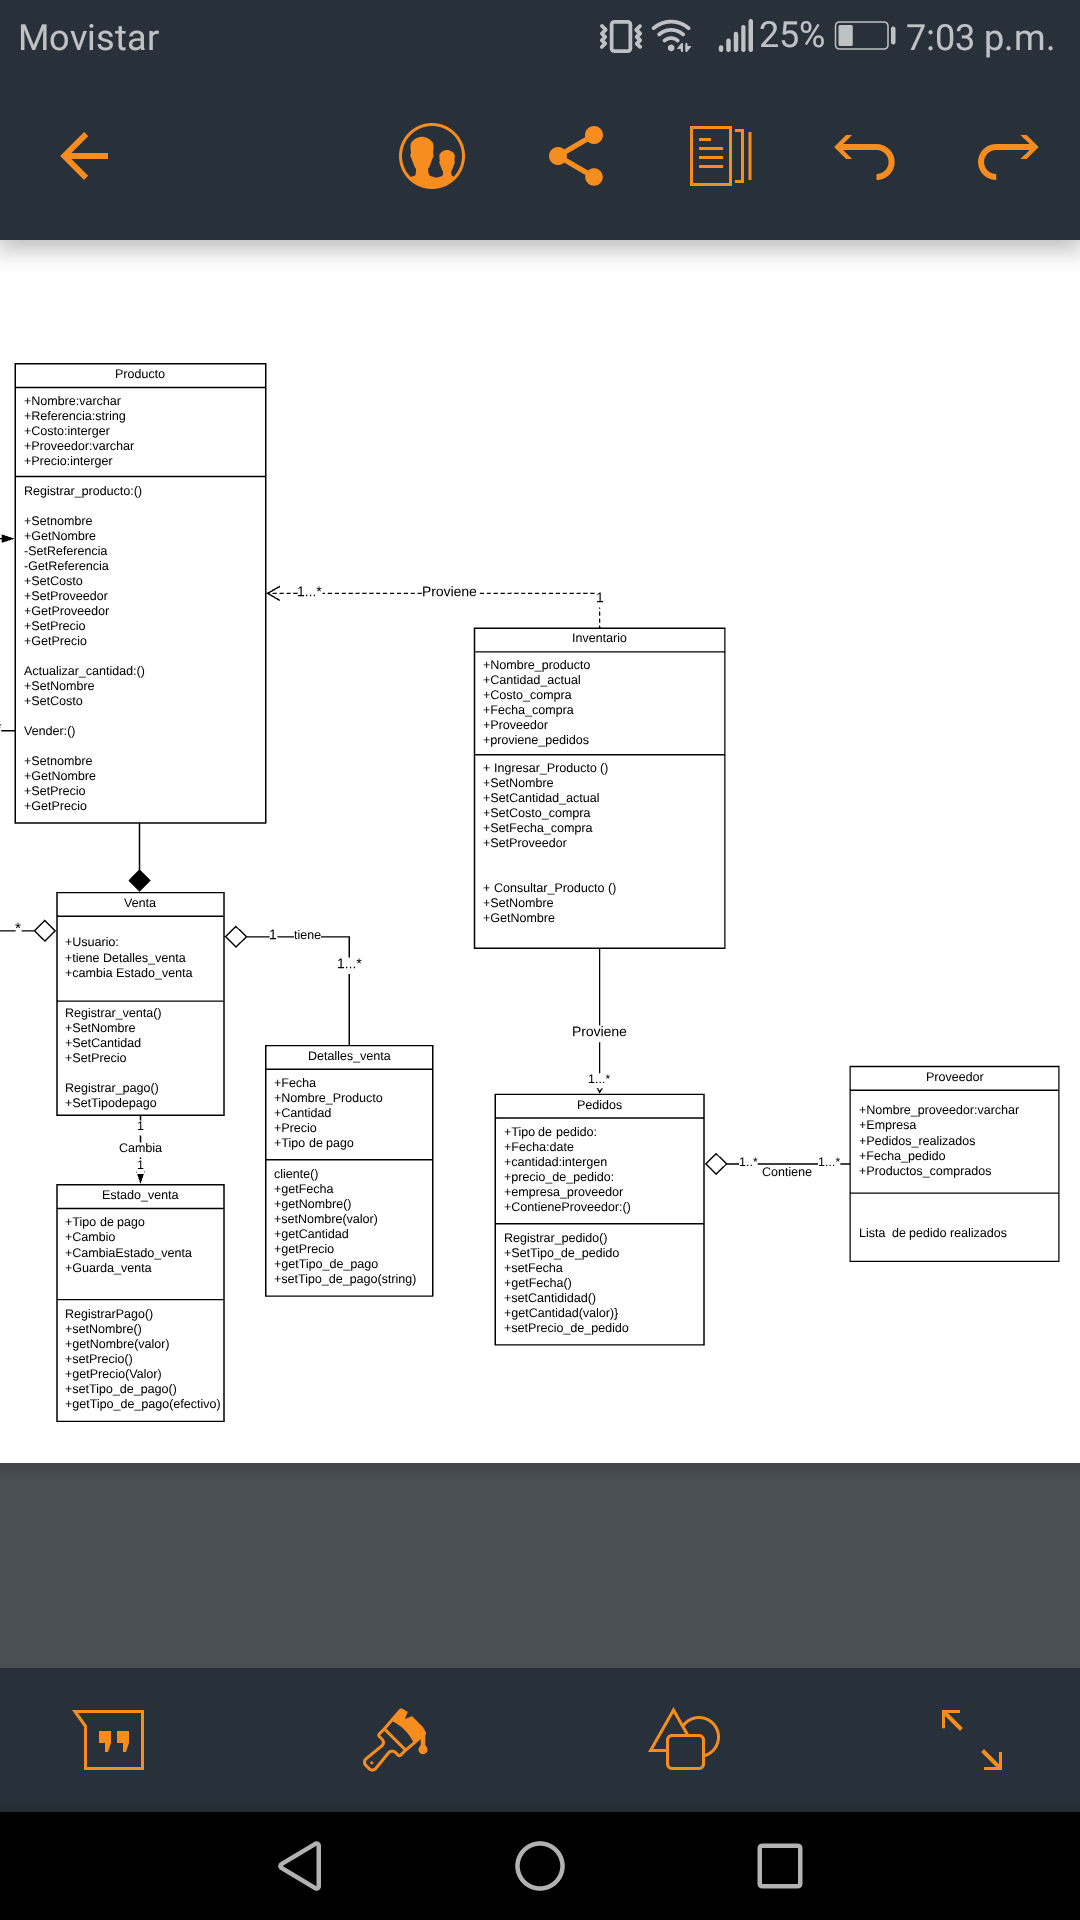 Movistar
25%
7:03 p.m.
Producto
+Nombre:varchar
+Referencia:string
+Costo:interger
+Proveedor:varchar
+Precio:interger
Registrar_producto:()
+Setnombre
+GetNombre
-SetReferencia
-GetReferencia
+SetCosto
+SetProveedor
+GetProveedor
+SetPrecio
+GetPrecio
Actualizar_cantidad:()
+SetNombre
+SetCosto
Vender:()
+Setnombre
+GetNombre
+SetPrecio
+GetPrecio
1...*
Proviene
1
Inventario
+Nombre_producto
+Cantidad_actual
+Costo_compra
+Fecha_compra
+Proveedor
+proviene_pedidos
+ Ingresar_Producto ()
+SetNombre
+SetCantidad_actual
+SetCosto_compra
+SetFecha_compra
+SetProveedor
+ Consultar_Producto ()
+SetNombre
+GetNombre
Venta
+Usuario:
+tiene Detalles_venta
+cambia Estado_venta
Registrar_venta()
+SetNombre
+SetCantidad
+SetPrecio
Registrar_pago()
+SetTipodepago
*
1
tiene
1...*
Detalles_venta
+Fecha
+Nombre_Producto
+Cantidad
+Precio
+Tipo de pago
cliente()
+getFecha
+getNombre()
+setNombre(valor)
+getCantidad
+getPrecio
+getTipo_de_pago
+setTipo_de_pago(string)
1
Cambia
1
Estado_venta
+Tipo de pago
+Cambio
+CambiaEstado_venta
+Guarda_venta
RegistrarPago()
+setNombre()
+getNombre(valor)
+setPrecio()
+getPrecio(Valor)
+setTipo_de_pago()
+getTipo_de_pago(efectivo)
Proviene
1...*
Pedidos
+Tipo de pedido:
+Fecha:date
+cantidad:intergen
+precio_de_pedido:
+empresa_proveedor
+ContieneProveedor:()
Registrar_pedido()
+SetTipo_de_pedido
+setFecha
+getFecha()
+setCantididad()
+getCantidad(valor)}
+setPrecio_de_pedido
1..*
Contiene
1...*
Proveedor
+Nombre_proveedor:varchar
+Empresa
+Pedidos_realizados
+Fecha_pedido
+Productos_comprados
Lista  de pedido realizados